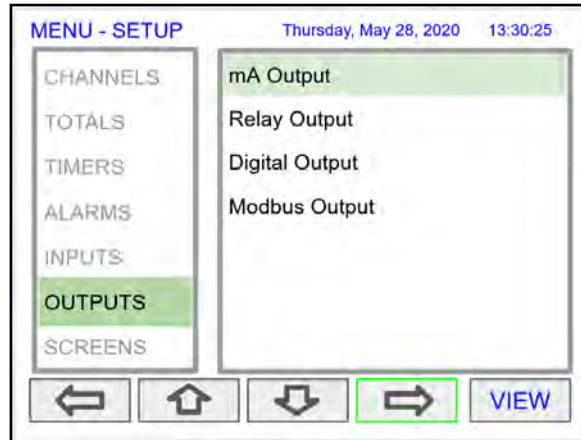 MENU - SETUP
Thursday, May 28, 2020 13:30:25
CHANNELS
TOTALS
TIMERS
ALARMS
INPUTS
OUTPUTS
SCREENS
mA Output
Relay Output
Digital Output
Modbus Output
VIEW